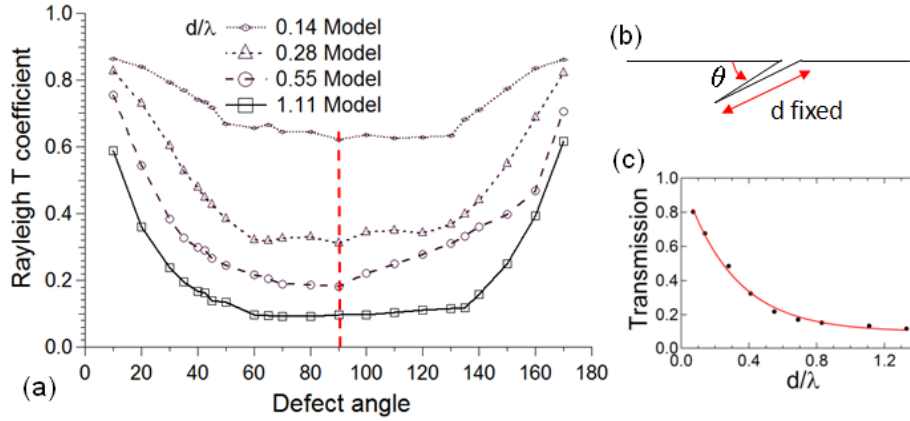 d/λ
0.14 Model
0.28 Model
0.55 Model
1.11 Model
1.0
0.8
0.6
0.4
0.2
0.0
Rayleigh T coefficient
0 20 40 60 80 100 120 140 160 180
Defect angle
(a)
(b)
θ
d fixed
(c)
1.0
0.8
0.6
0.4
0.2
0.0
Transmission
0.0 0.4 0.8 1.2
d/λ